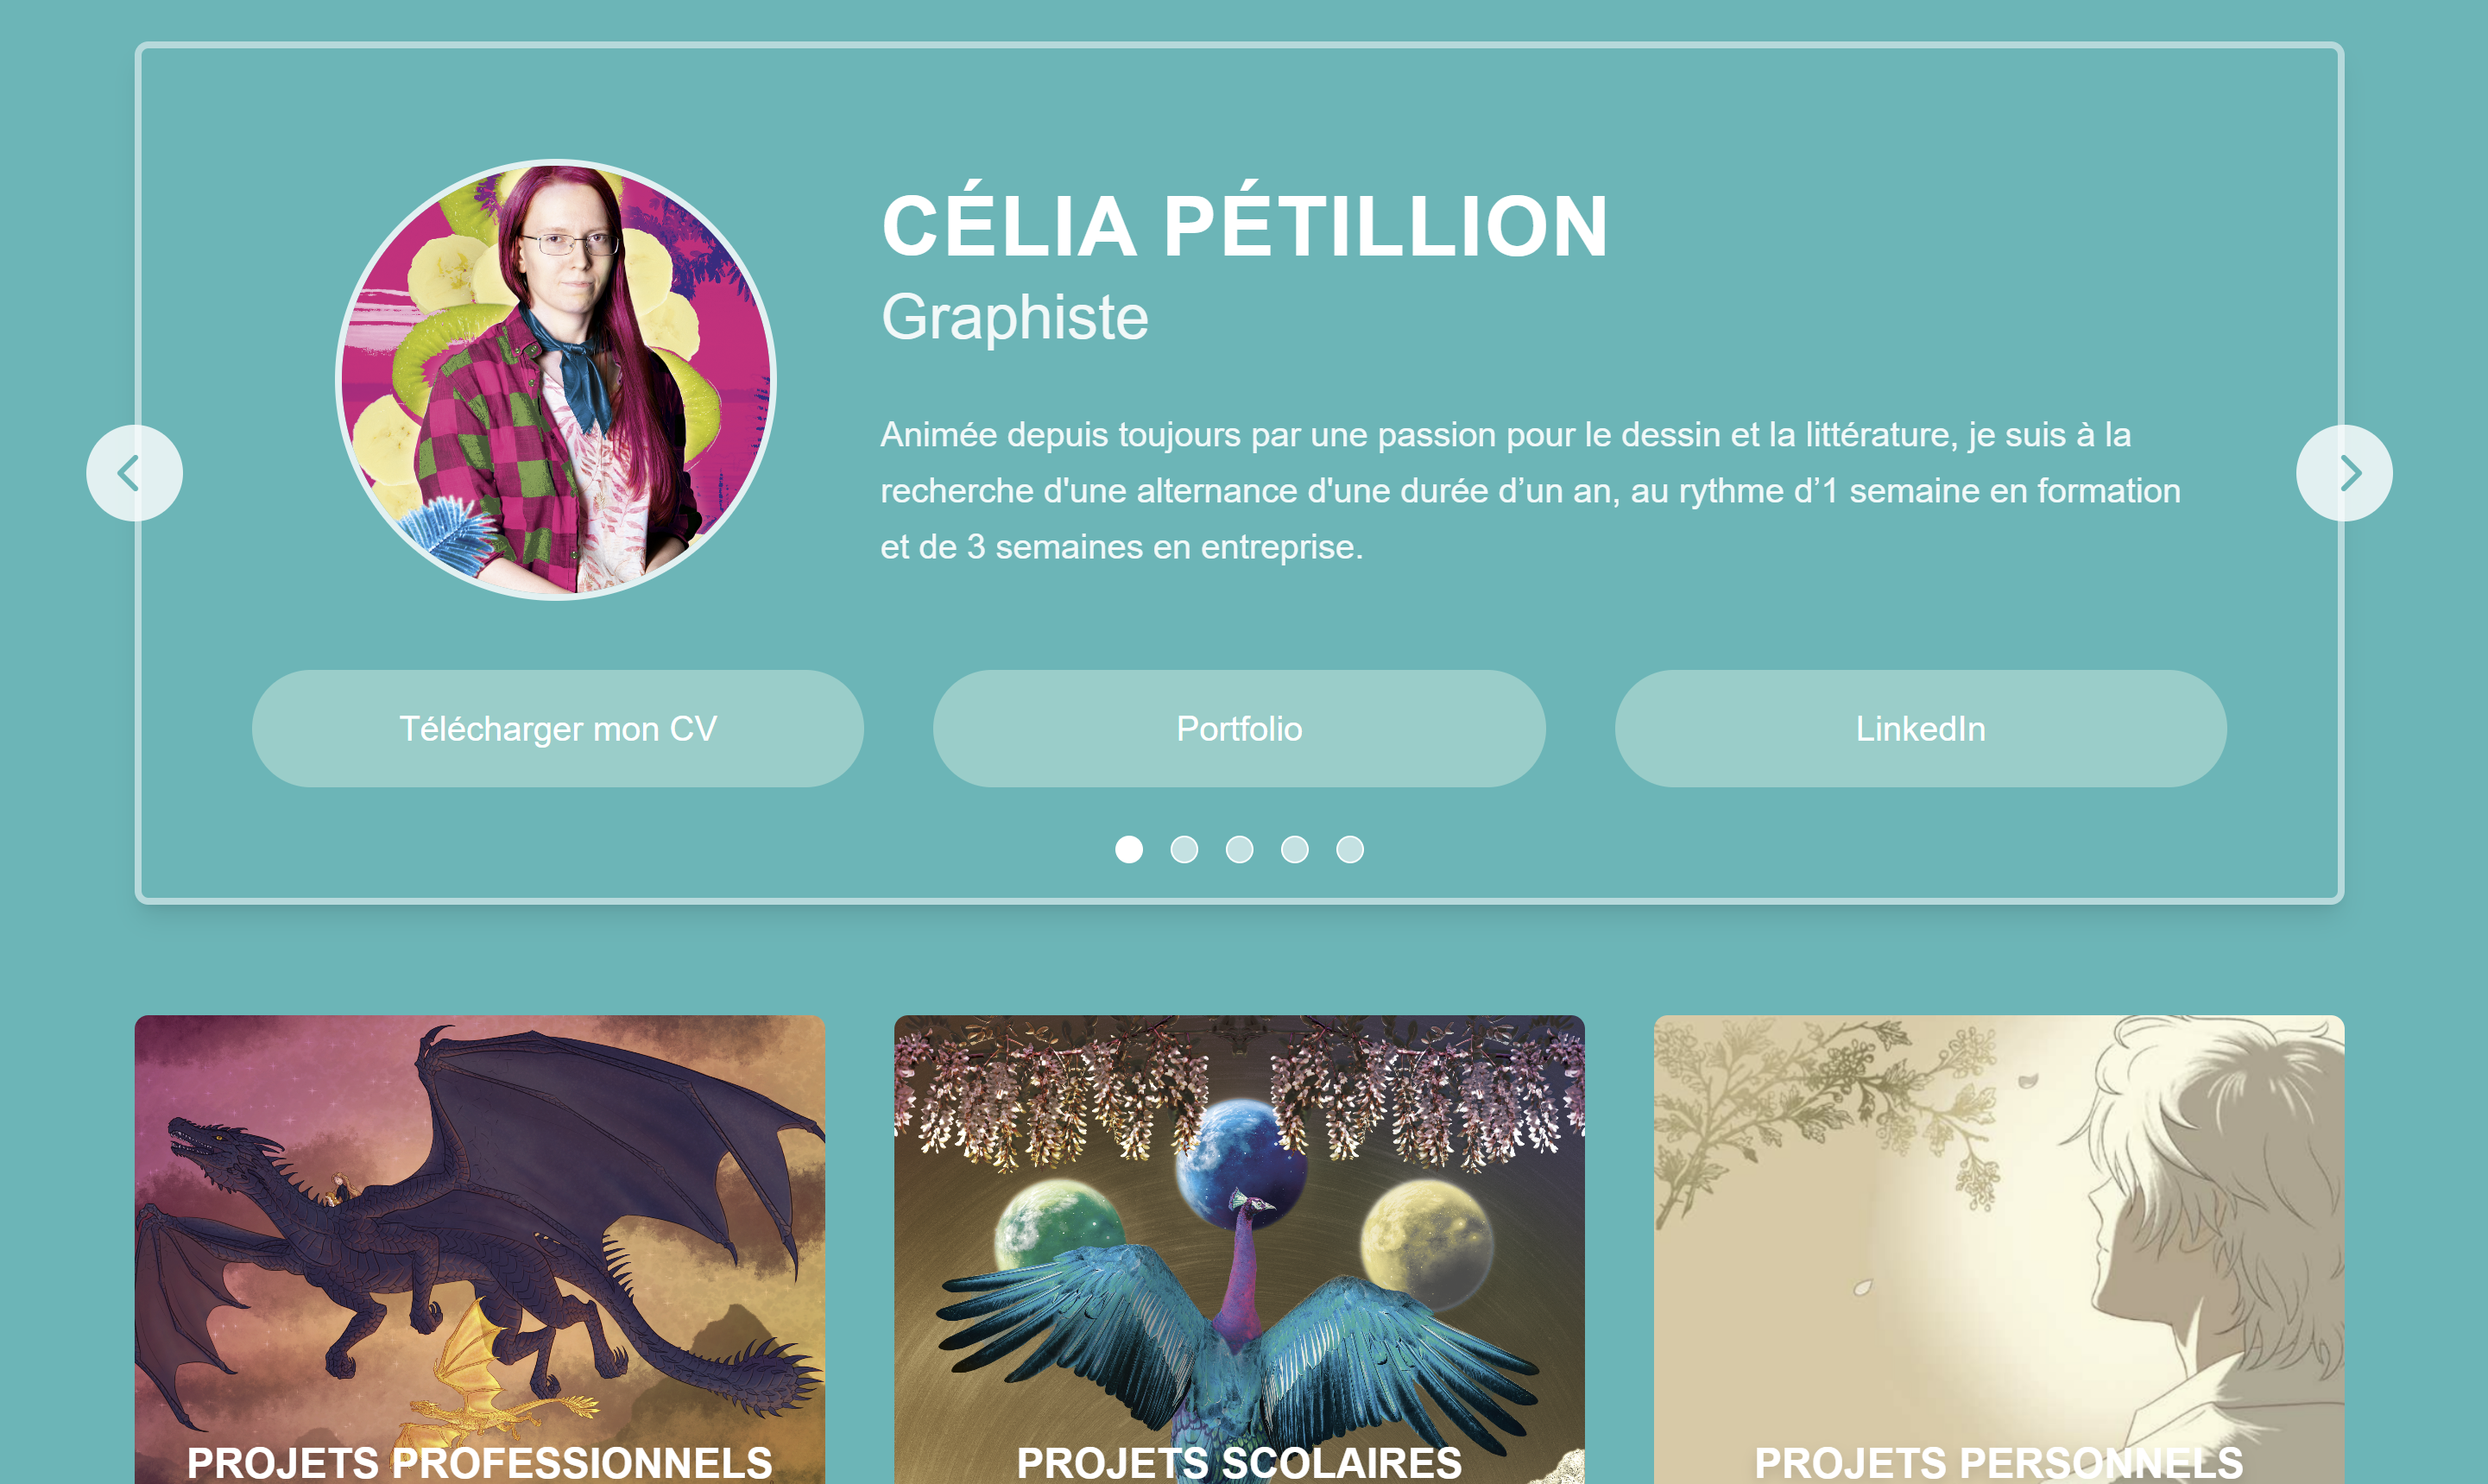 CÉLIA PÉTILLION
Graphiste
Animée depuis toujours par une passion pour le dessin et la littérature, je suis à la
recherche d'une alternance d'une durée d’un an, au rythme d’1 semaine en formation
et de 3 semaines en entreprise.
Télécharger mon CV
Portfolio
LinkedIn
PROJETS PROFESSIONNELS
PROJETS SCOLAIRES
PROJETS PERSONNELS